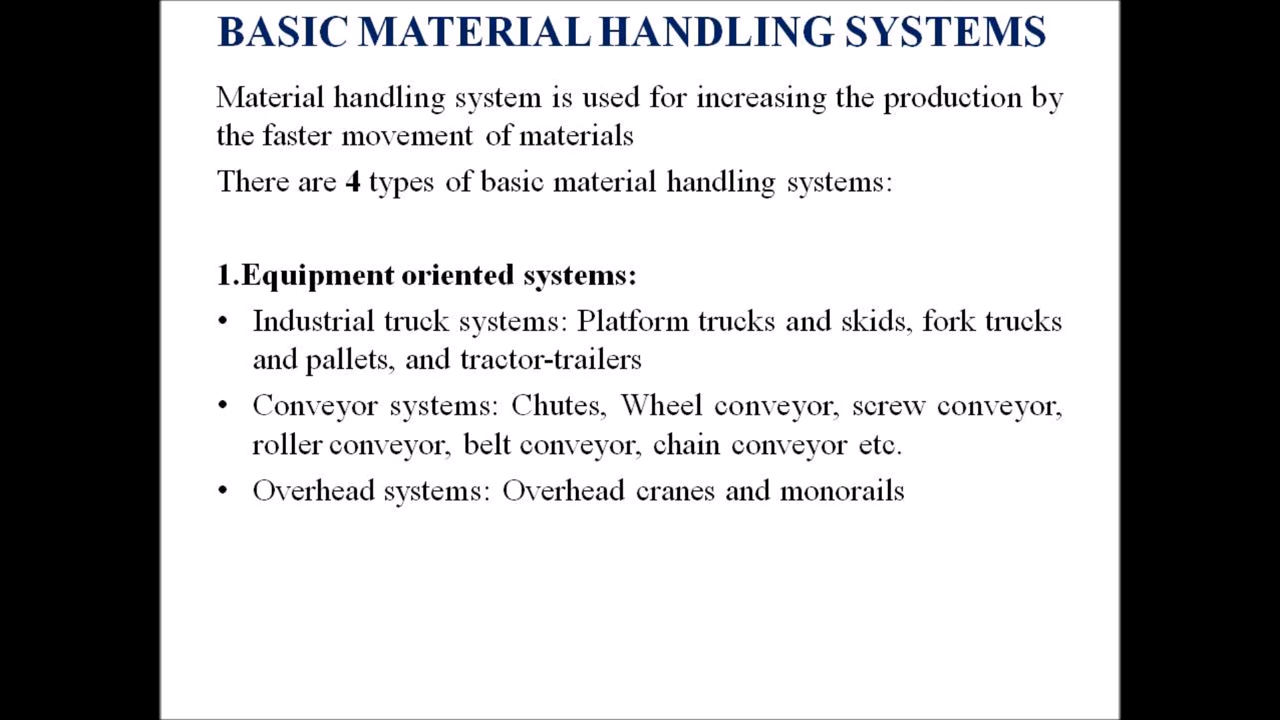 BASIC MATERIAL HANDLING SYSTEMS
Material handling system is used for increasing the production by
the faster movement of materials
There are 4 types of basic material handling systems:
1.Equipment oriented systems:
• Industrial truck systems: Platform trucks and skids, fork trucks
and pallets, and tractor-trailers
• Conveyor systems: Chutes, Wheel conveyor, screw conveyor,
roller conveyor, belt conveyor, chain conveyor etc.
• Overhead systems: Overhead cranes and monorails